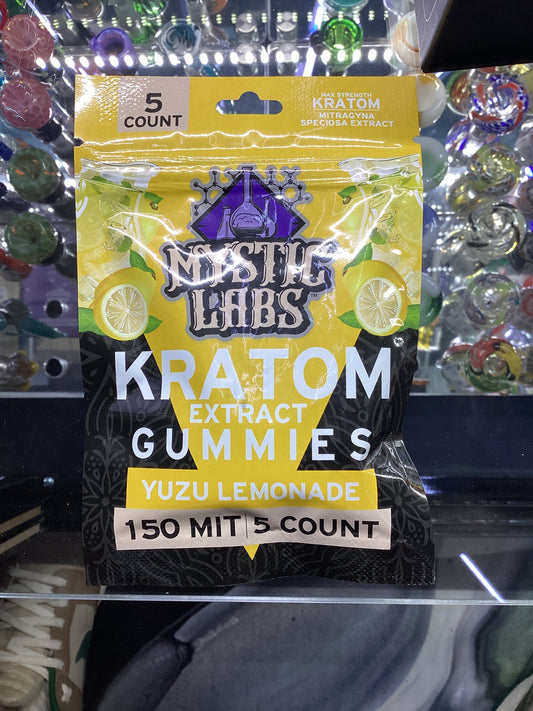 5
COUNT
MAX STRENGTH
KRATOM
MITRAGYNA
SPECIOSA EXTRACT
MYSTIC
LABS
KRATOM
EXTRACT
GUMMIES
YUZU LEMONADE
150 MIT | 5 COUNT